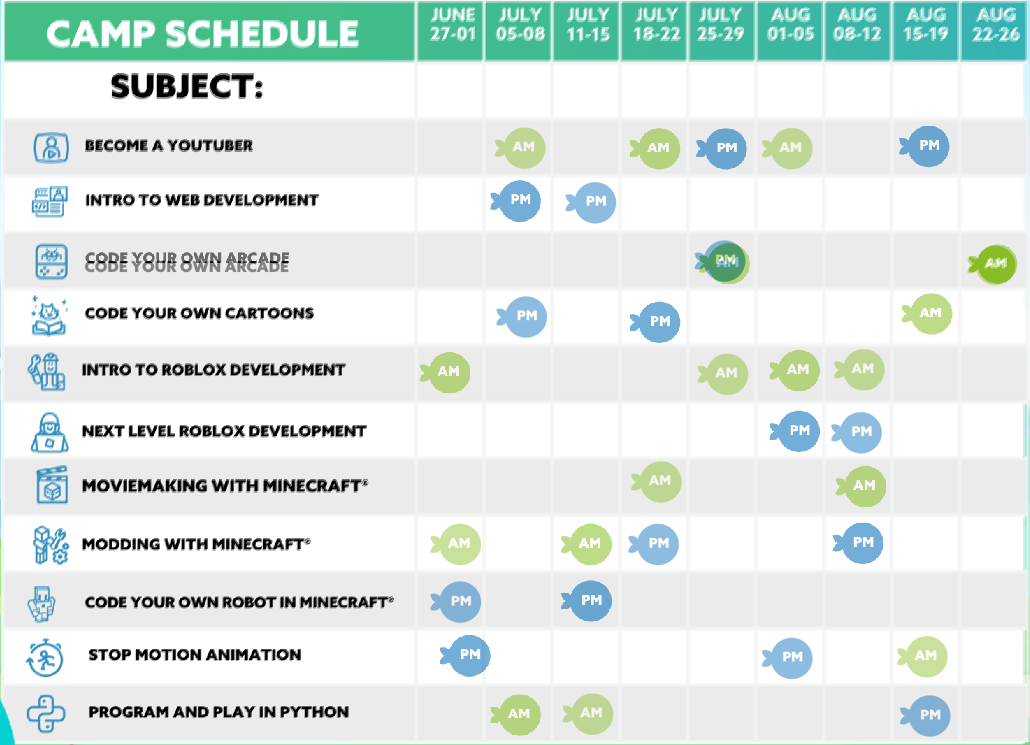 CAMP SCHEDULE
JUNE 27-01 JULY 05-08 JULY 11-15 JULY 18-22 JULY 25-29 AUG 01-05 AUG 08-12 AUG 15-19 AUG 22-26
SUBJECT:
BECOME A YOUTUBER AM AM PM AM PM
INTRO TO WEB DEVELOPMENT PM PM
CODE YOUR OWN ARCADE PM AM
CODE YOUR OWN ARCADE
CODE YOUR OWN CARTOONS PM PM AM
INTRO TO ROBLOX DEVELOPMENT AM AM AM AM
NEXT LEVEL ROBLOX DEVELOPMENT PM PM
MOVIEMAKING WITH MINECRAFT® AM AM
MODDING WITH MINECRAFT® AM AM PM PM
CODE YOUR OWN ROBOT IN MINECRAFT® PM PM
STOP MOTION ANIMATION PM PM AM
PROGRAM AND PLAY IN PYTHON AM AM PM